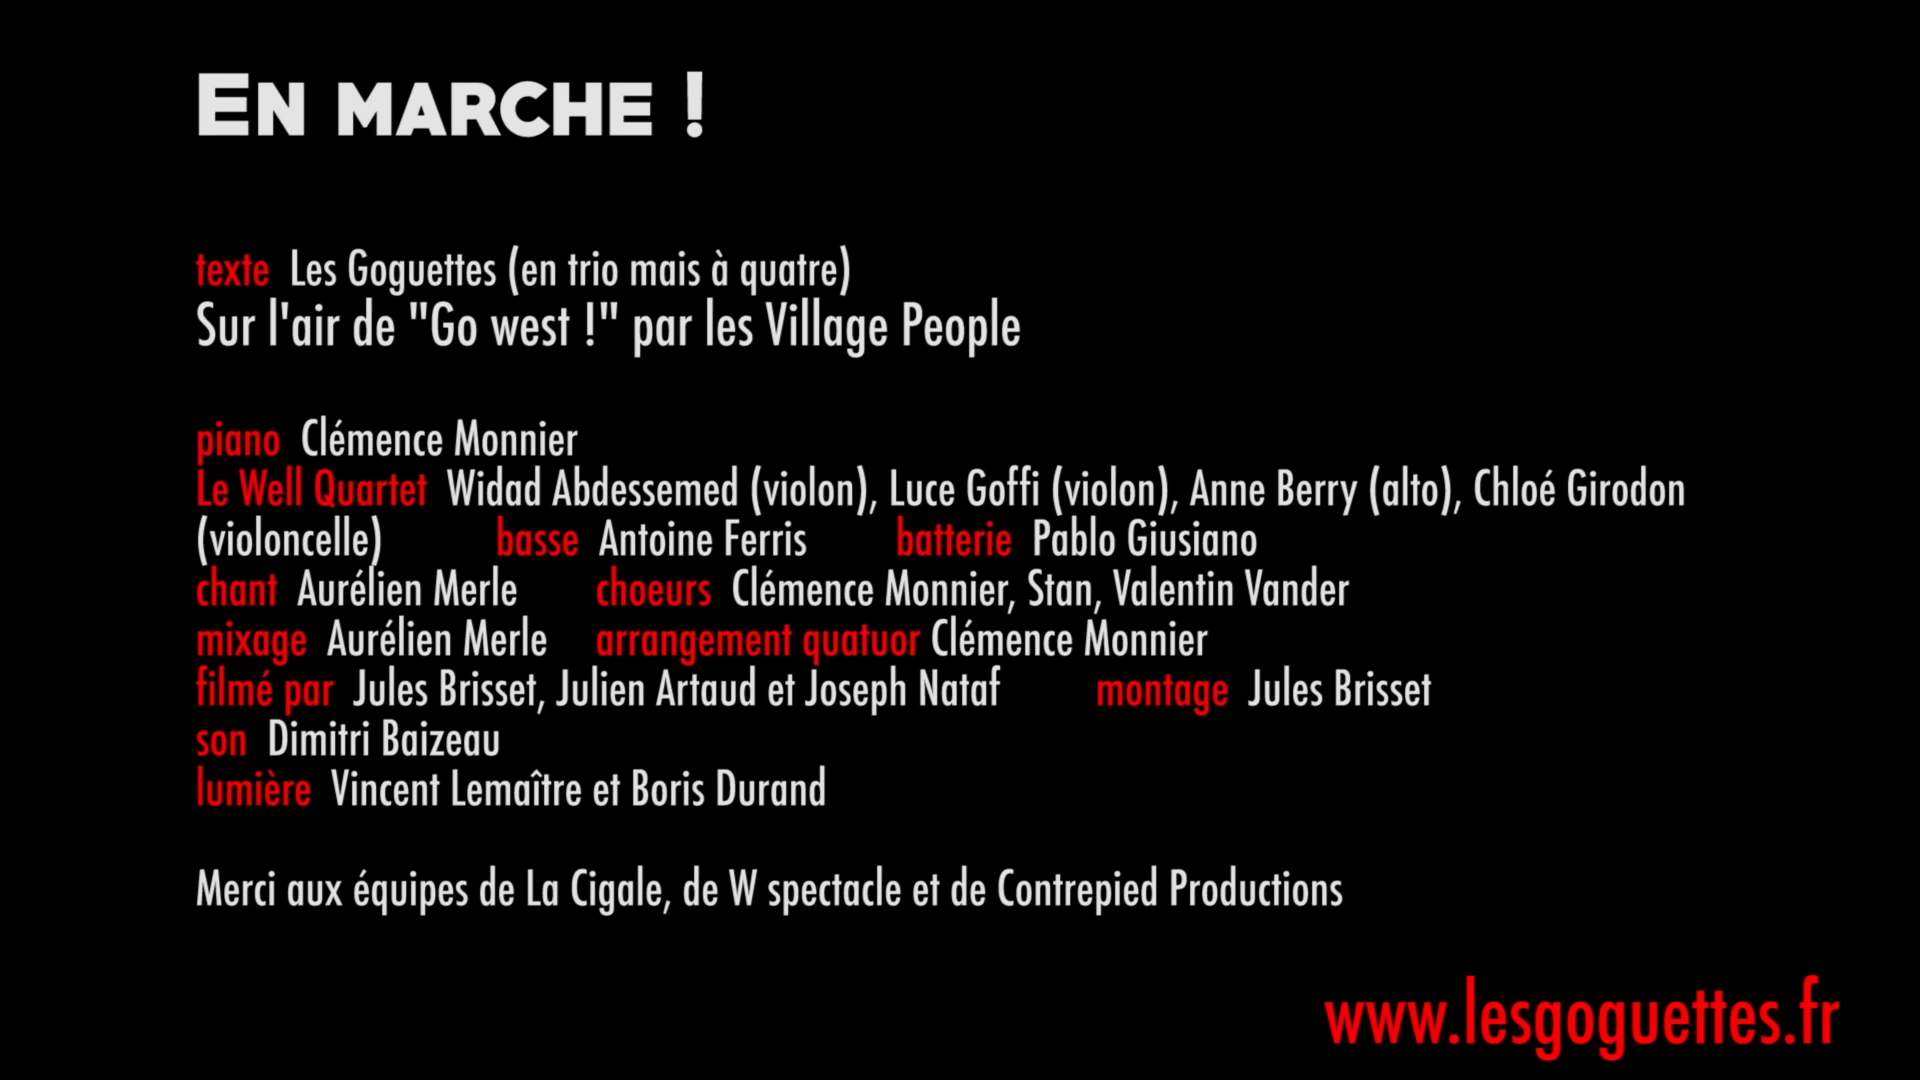 En marche !
texte Les Goguettes (en trio mais à quatre)
Sur l'air de "Go west !" par les Village People
piano Clémence Monnier
Le Well Quartet Widad Abdessemed (violon), Luce Goffi (violon), Anne Berry (alto), Chloé Girodon
(violoncelle) basse Antoine Ferris batterie Pablo Giusiano
chant Aurélien Merle choeurs Clémence Monnier, Stan, Valentin Vander
mixage Aurélien Merle arrangement quatuor Clémence Monnier
filmé par Jules Brisset, Julien Artaud et Joseph Nataf montage Jules Brisset
son Dimitri Baizeau
lumière Vincent Lemaître et Boris Durand
Merci aux équipes de La Cigale, de W spectacle et de Contrepied Productions
www.lesgoguettes.fr